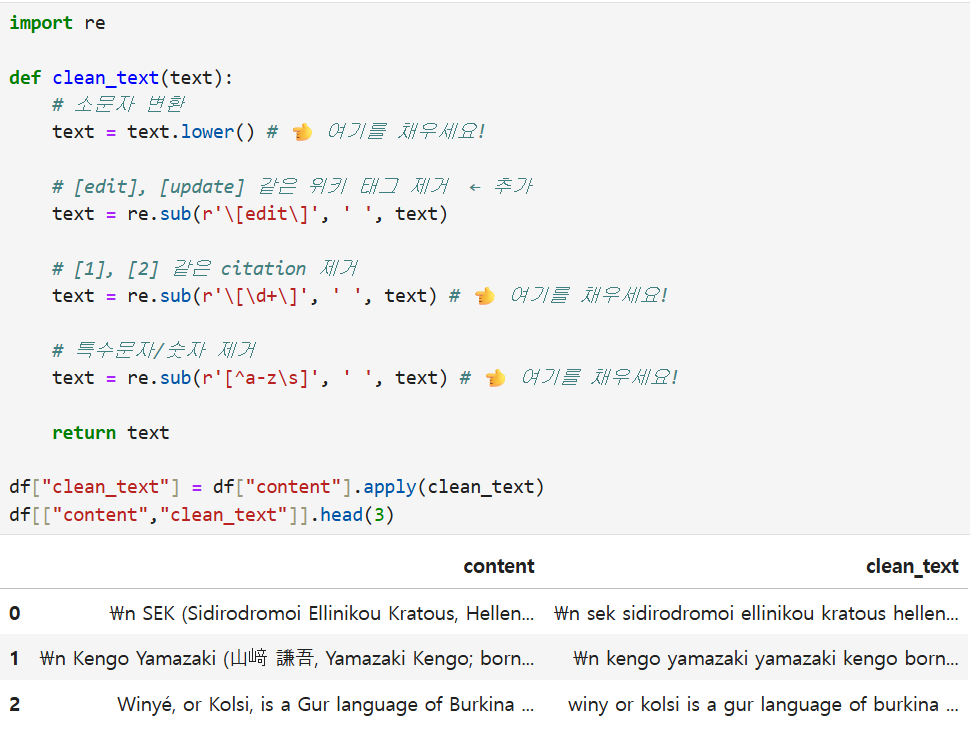 import re
def clean_text(text):
# 소문자 변환
text = text.lower() # 👈 여기를 채우세요!
# [edit], [update] 같은 위키 태그 제거 ← 추가
text = re.sub(r'\[edit\]', ' ', text)
# [1], [2] 같은 citation 제거
text = re.sub(r'\[\d+\]', ' ', text) # 👈 여기를 채우세요!
# 특수문자/숫자 제거
text = re.sub(r'[^a-z\s]', ' ', text) # 👈 여기를 채우세요!
return text
df["clean_text"] = df["content"].apply(clean_text)
df[["content","clean_text"]].head(3)
content clean_text
0 ₩n SEK (Sidirodromoi Ellinikou Kratous, Hellen... ₩n sek sidirodromoi ellinikou kratous hellen...
1 ₩n Kengo Yamazaki (山﨑 謙吾, Yamazaki Kengo; born... ₩n kengo yamazaki yamazaki kengo born...
2 Winyé, or Kolsi, is a Gur language of Burkina ... winy or kolsi is a gur language of burkina ...